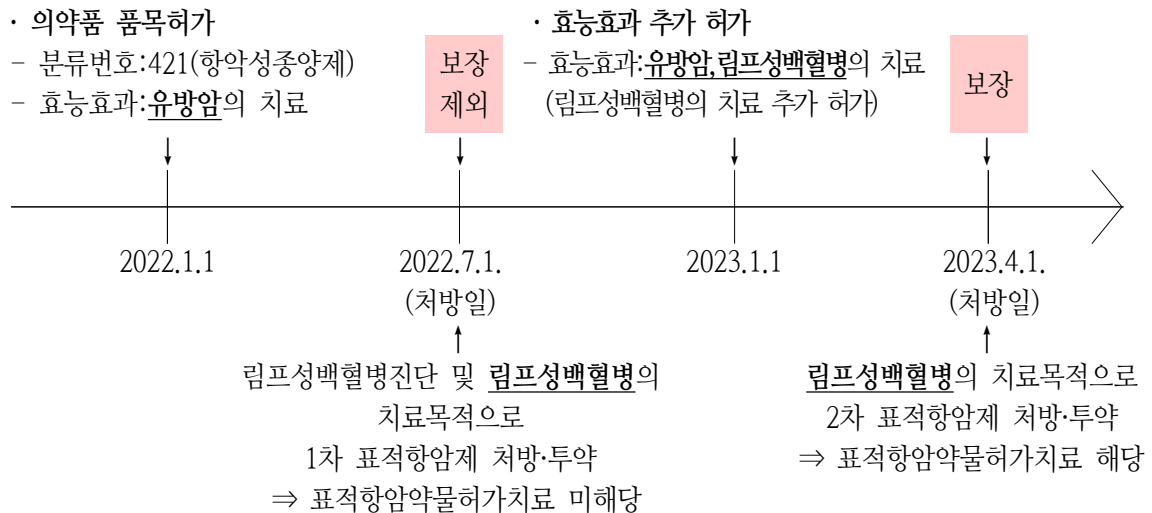 · 의약품 품목허가
- 분류번호:421(항악성종양제)
- 효능효과:유방암의 치료
보장
제외
· 효능효과 추가 허가
- 효능효과:유방암,림프성백혈병의 치료
(림프성백혈병의 치료 추가 허가)
보장
2022.1.1
2022.7.1.
(처방일)
2023.1.1
2023.4.1.
(처방일)
림프성백혈병진단 및 림프성백혈병의
치료목적으로
1차 표적항암제 처방·투약
⇒ 표적항암약물허가치료 미해당
림프성백혈병의 치료목적으로
2차 표적항암제 처방·투약
⇒ 표적항암약물허가치료 해당